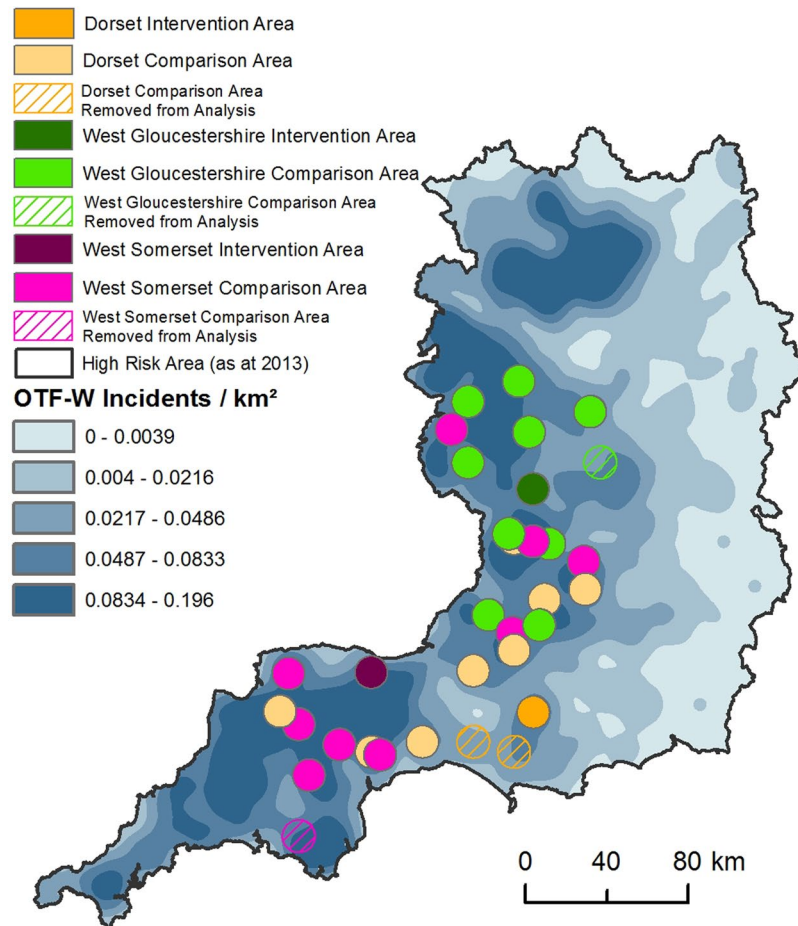 Dorset Intervention Area
Dorset Comparison Area
Dorset Comparison Area
Removed from Analysis
West Gloucestershire Intervention Area
West Gloucestershire Comparison Area
West Gloucestershire Comparison Area
Removed from Analysis
West Somerset Intervention Area
West Somerset Comparison Area
West Somerset Comparison Area
Removed from Analysis
High Risk Area (as at 2013)
OTF-W Incidents / km²
0 - 0.0039
0.004 - 0.0216
0.0217 - 0.0486
0.0487 - 0.0833
0.0834 - 0.196
0 40 80 km